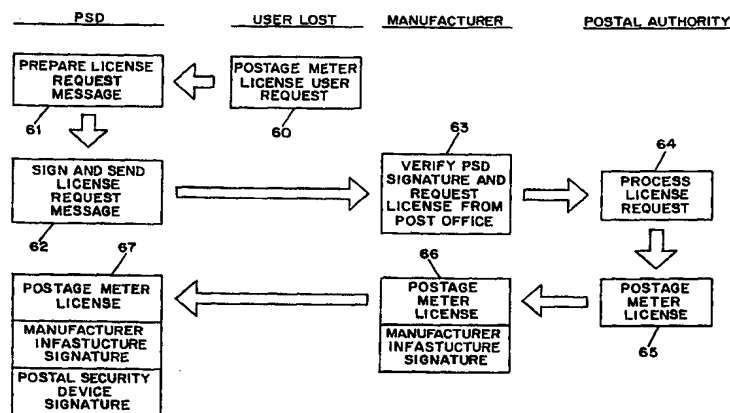 PSD
USER LOST
MANUFACTURER
POSTAL AUTHORITY
PREPARE LICENSE
REQUEST
MESSAGE
61
POSTAGE METER
LICENSE USER
REQUEST
60
SIGN AND SEND
LICENSE
REQUEST
MESSAGE
62
63
VERIFY PSD
SIGNATURE AND
REQUEST
LICENSE FROM
POST OFFICE
64
PROCESS
LICENSE
REQUEST
67
POSTAGE METER
LICENSE
MANUFACTURER
INFASTUCTURE
SIGNATURE
POSTAL SECURITY
DEVICE
SIGNATURE
66
POSTAGE
METER
LICENSE
MANUFACTURER
INFASTUCTURE
SIGNATURE
POSTAGE
METER
LICENSE
65